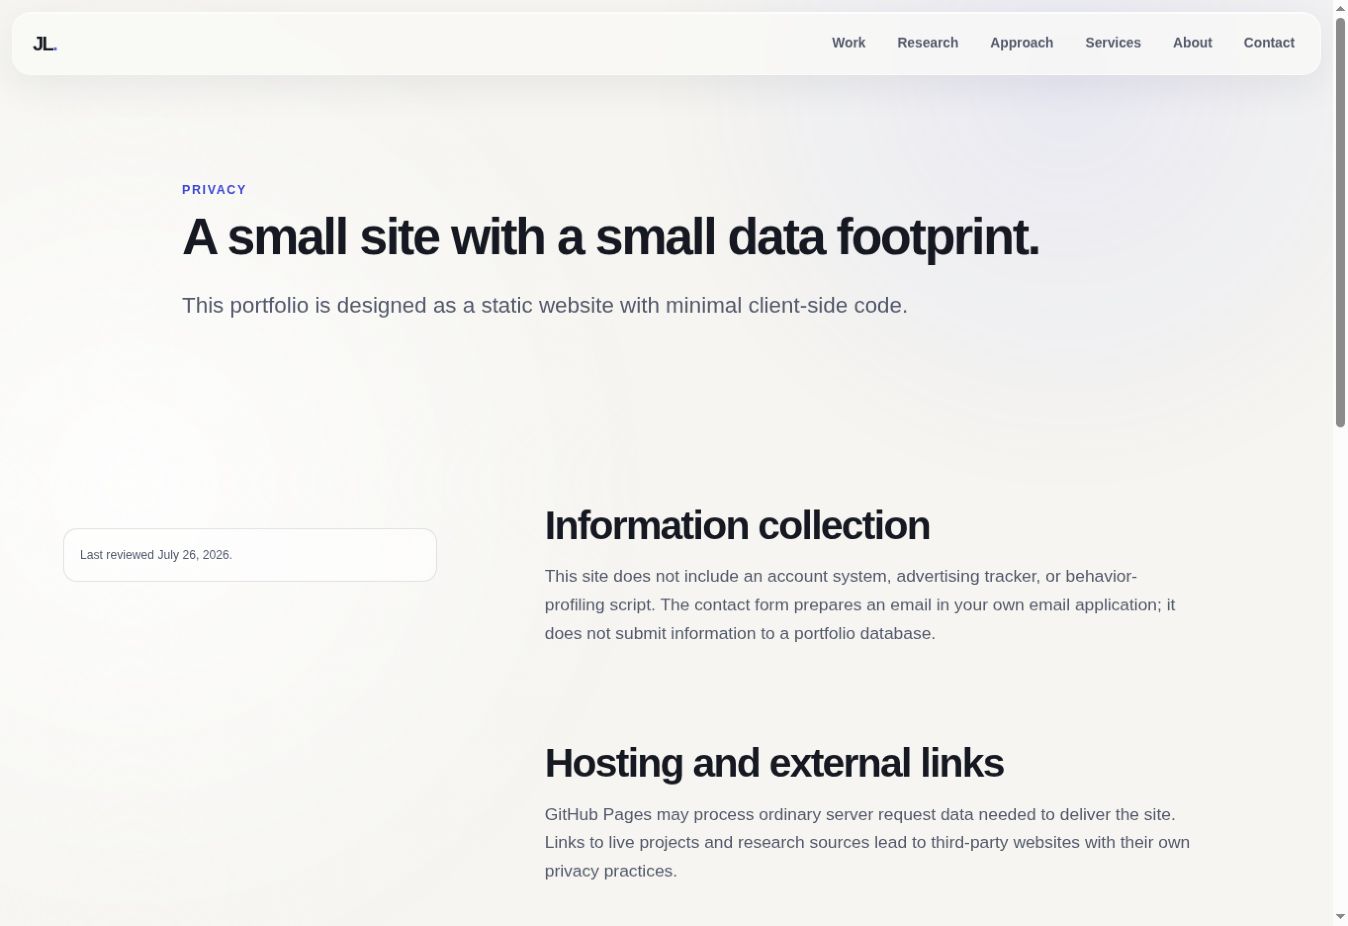 JL.
Work Research Approach Services About Contact
PRIVACY
A small site with a small data footprint.
This portfolio is designed as a static website with minimal client-side code.
Last reviewed July 26, 2026.
Information collection
This site does not include an account system, advertising tracker, or behavior-
profiling script. The contact form prepares an email in your own email application; it
does not submit information to a portfolio database.
Hosting and external links
GitHub Pages may process ordinary server request data needed to deliver the site.
Links to live projects and research sources lead to third-party websites with their own
privacy practices.